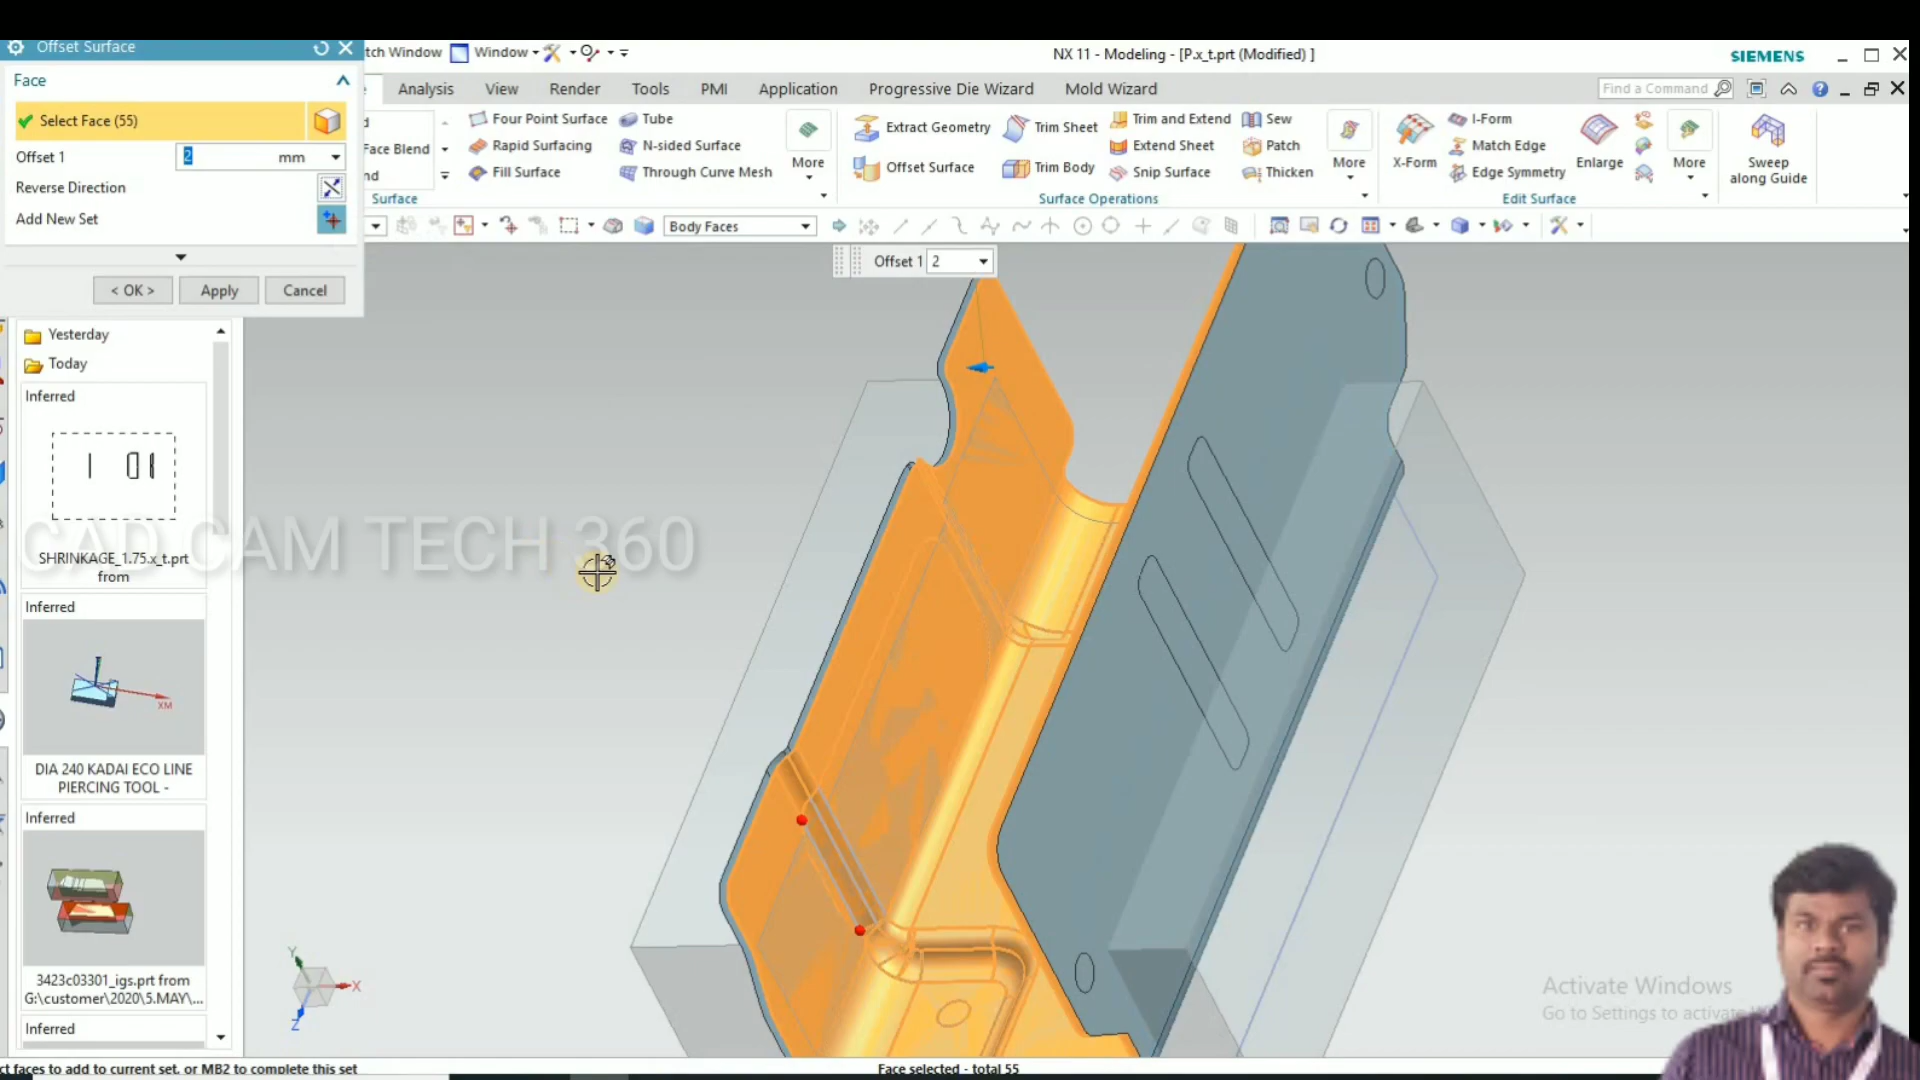 Offset Surface
tch Window Window
NX 11 - Modeling - [P.x_t.prt (Modified) ]
SIEMENS
Face
Analysis View Render Tools PMI Application Progressive Die Wizard Mold Wizard
Find a Command
Select Face (55)
Offset 1 2 mm
Reverse Direction
Add New Set
< OK > Apply Cancel
Face Blend
Four Point Surface
Rapid Surfacing
Fill Surface
Tube
N-sided Surface
Through Curve Mesh
More
Surface
Extract Geometry
Offset Surface
Trim Sheet
Trim Body
Trim and Extend
Extend Sheet
Snip Surface
Sew
Patch
Thicken
More
Surface Operations
X-Form
I-Form
Match Edge
Edge Symmetry
Enlarge
More
Edit Surface
Sweep
along Guide
Body Faces
Offset 1 2
Yesterday
Today
Inferred
SHRINKAGE_1.75.x_t.prt
from
CAD CAM TECH 360
Inferred
XM
DIA 240 KADAI ECO LINE
PIERCING TOOL -
Inferred
3423c03301_igs.prt from
G:\customer\2020\5.MAY\...
Inferred
Y
X
Z
Activate Windows
Go to Settings to activate
ct faces to add to current set, or MB2 to complete this set
Face selected - total 55